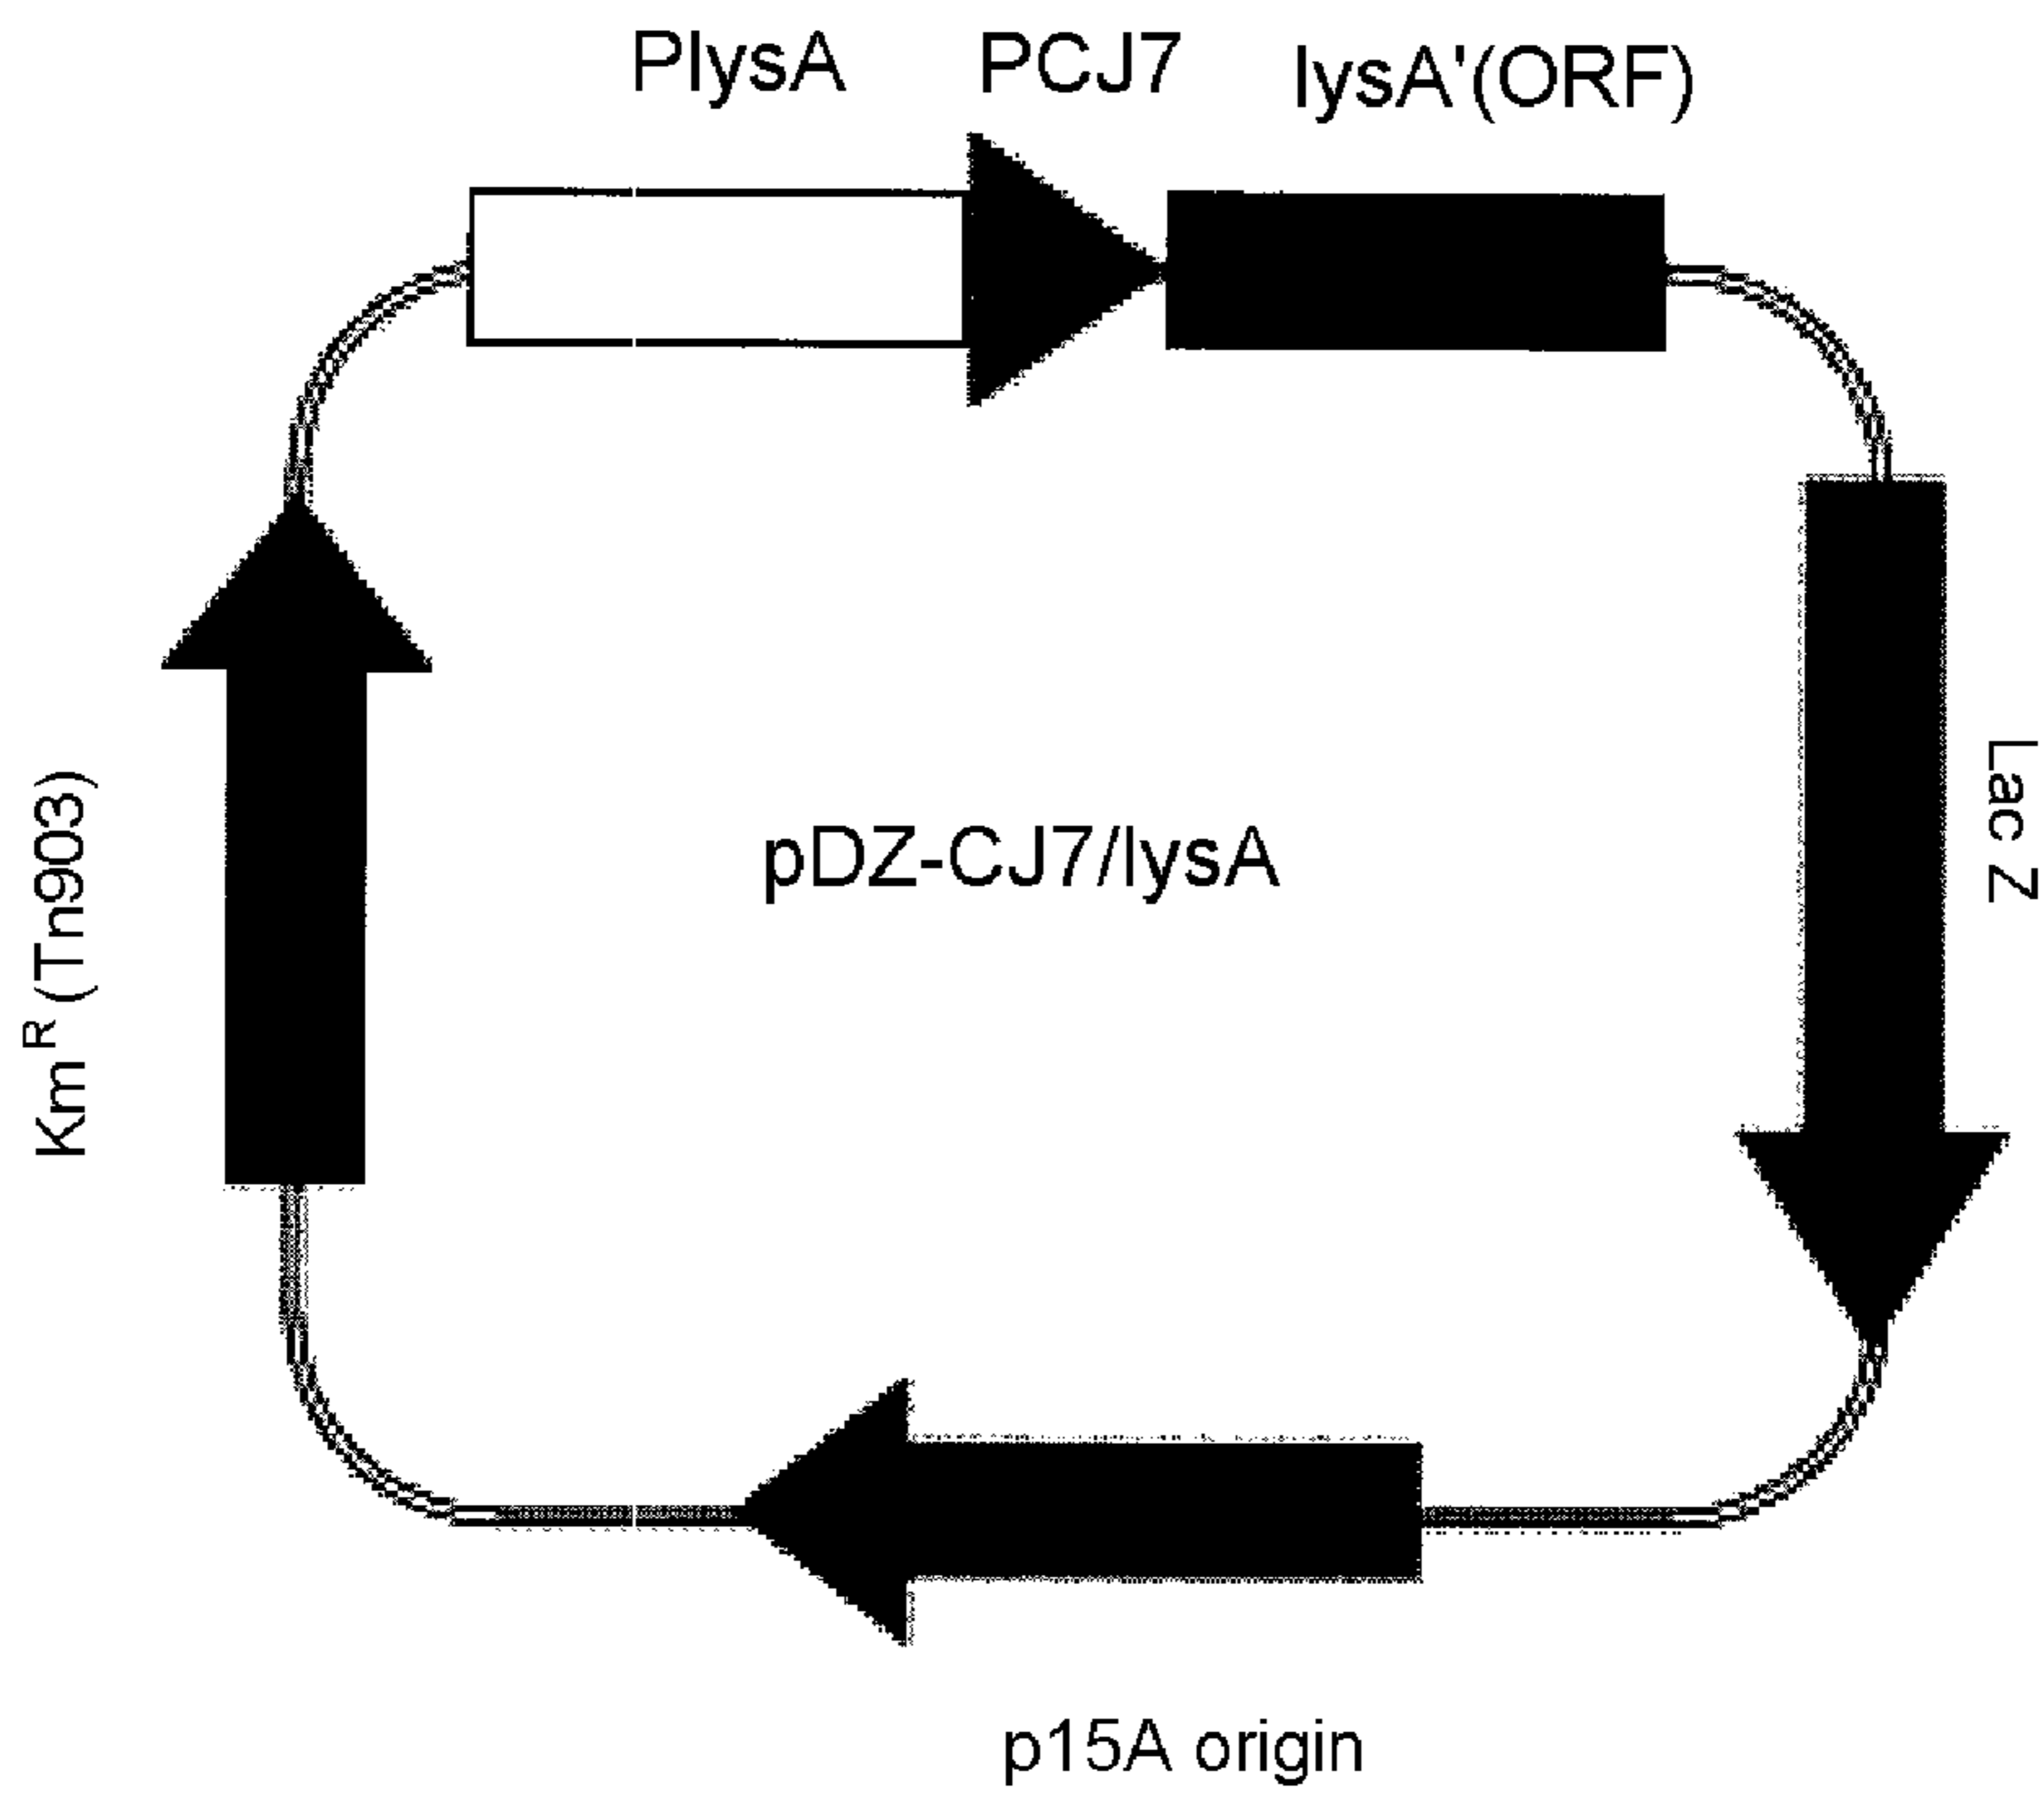 PlysA
PCJ7
lysA'(ORF)
Km^R (Tn903)
pDZ-CJ7/lysA
Lac Z
p15A origin